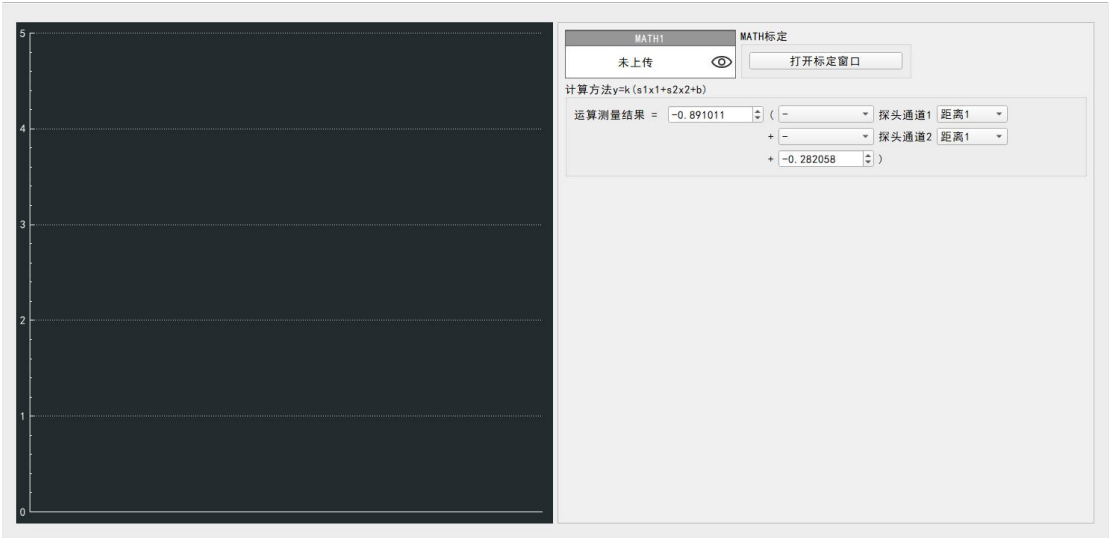 5
4
3
2
1
0
MATH1
未上传
MATH标定
打开标定窗口
计算方法y=k(s1x1+s2x2+b)
运算测量结果 = -0.891011 ( - 探头通道1 距离1
+ - 探头通道2 距离1
+ -0.282058 )